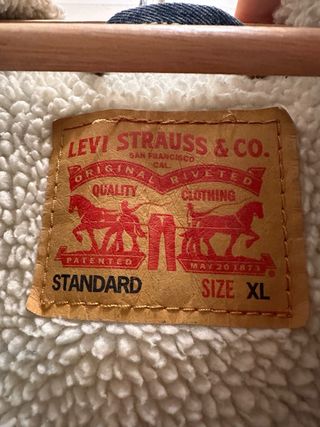 LEVI STRAUSS & CO.
SAN FRANCISCO
CAL.
ORIGINAL RIVETED
QUALITY CLOTHING
PATENTED MAY 20 1873
STANDARD SIZE XL